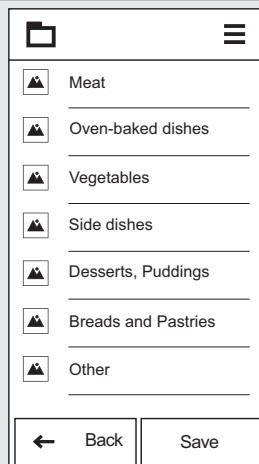 Meat
Oven-baked dishes
Vegetables
Side dishes
Desserts, Puddings
Breads and Pastries
Other
Back
Save